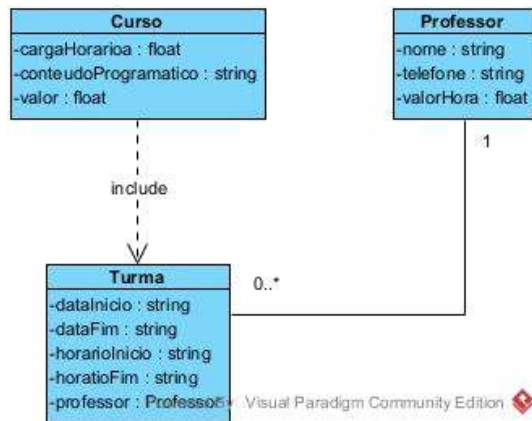 Curso
-cargaHorarioa : float
-conteudoProgramatico : string
-valor : float
Professor
-nome : string
-telefone : string
-valorHora : float
1
include
0..*
Turma
-dataInicio : string
-dataFim : string
-horarioInicio : string
-horatioFim : string
-professor : Professor
Visual Paradigm Community Edition